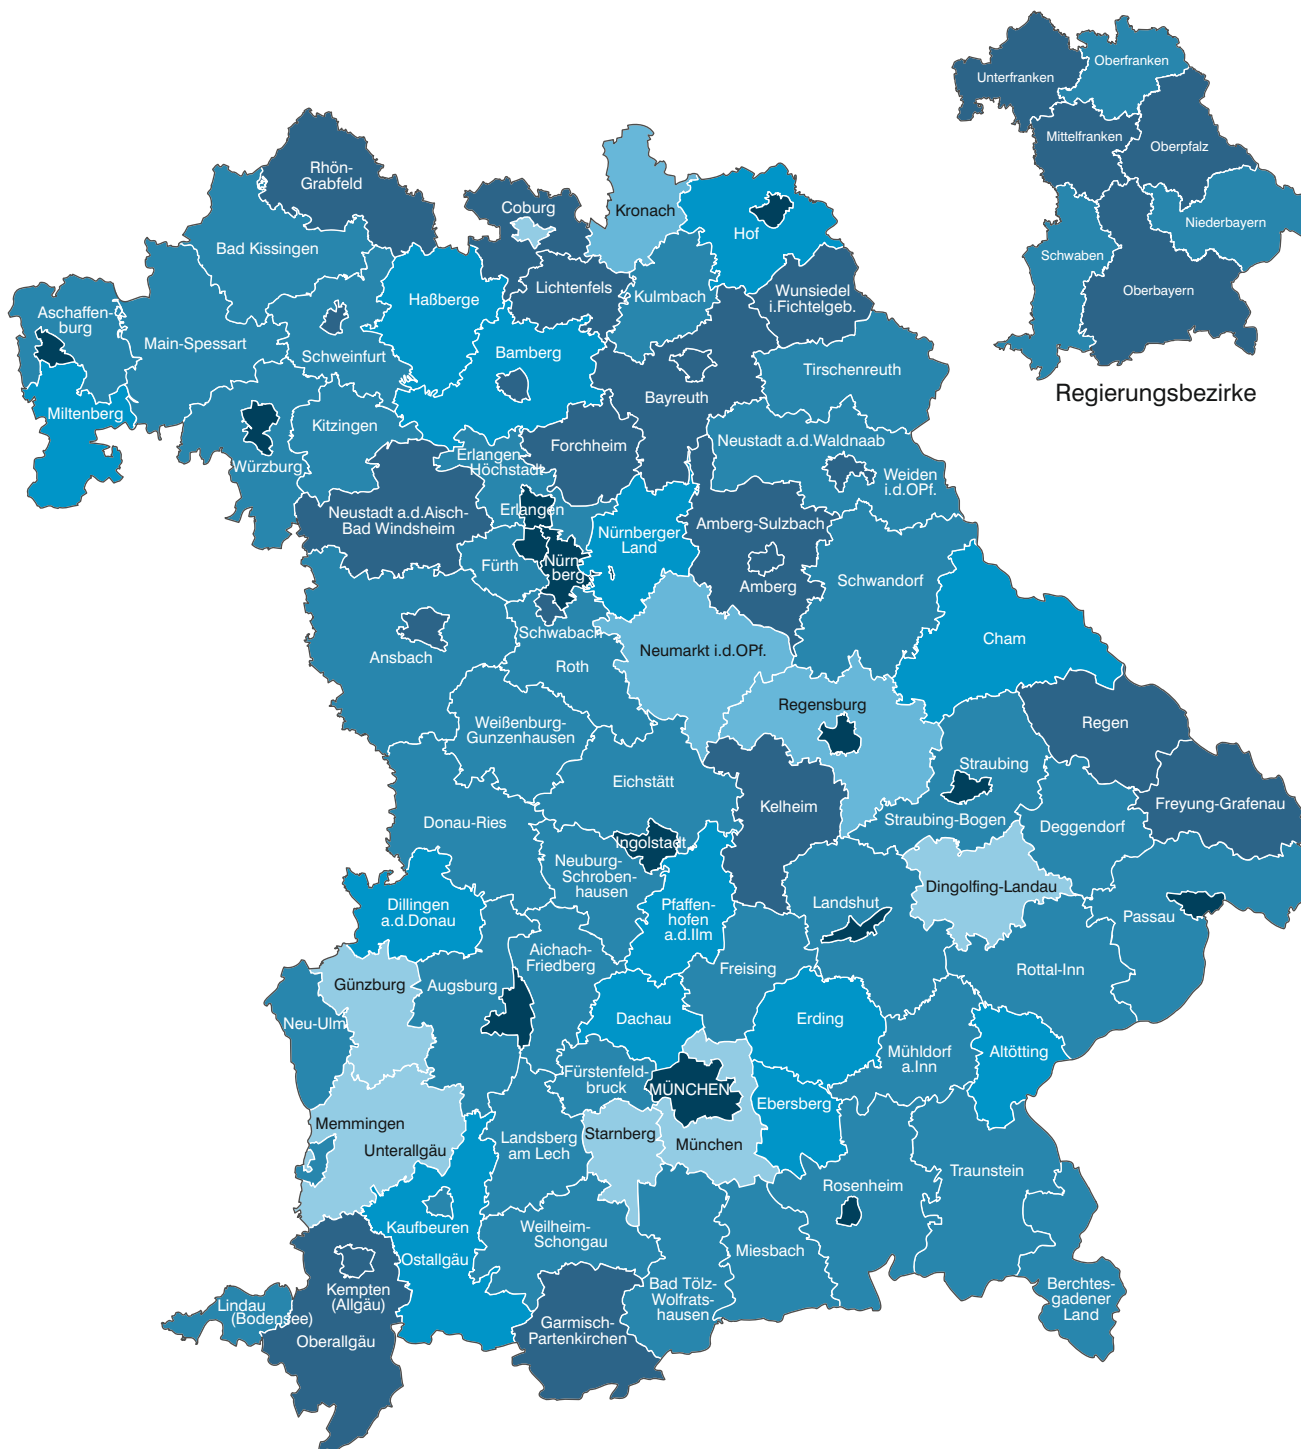 Oberfranken
Unterfranken
Mittelfranken
Oberpfalz
Niederbayern
Schwaben
Oberbayern
Regierungsbezirke
Rhön-
Grabfeld
Coburg
Kronach
Hof
Bad Kissingen
Haßberge
Lichtenfels
Kulmbach
Wunsiedel
i.Fichtelgeb.
Aschaffen-
burg
Main-Spessart
Schweinfurt
Bamberg
Tirschenreuth
Bayreuth
Miltenberg
Kitzingen
Würzburg
Forchheim
Erlangen-
Höchstadt
Neustadt a.d.Waldnaab
Weiden
i.d.OPf.
Neustadt a.d.Aisch-
Bad Windsheim
Erlangen
Nürnberger
Land
Amberg-Sulzbach
Fürth
Nürn-
berg
Amberg
Schwandorf
Schwabach
Cham
Ansbach
Roth
Neumarkt i.d.OPf.
Regensburg
Regen
Weißenburg-
Gunzenhausen
Eichstätt
Straubing
Kelheim
Freyung-Grafenau
Donau-Ries
Straubing-Bogen
Deggendorf
Ingolstadt
Neuburg-
Schroben-
hausen
Dingolfing-Landau
Dillingen
a.d.Donau
Pfaffen-
hofen
a.d.Ilm
Landshut
Passau
Aichach-
Friedberg
Freising
Rottal-Inn
Günzburg
Augsburg
Neu-Ulm
Dachau
Erding
Mühldorf
a.Inn
Altötting
Fürstenfeld-
bruck
MÜNCHEN
Ebersberg
Memmingen
Unterallgäu
Landsberg
am Lech
Starnberg
München
Traunstein
Rosenheim
Kaufbeuren
Ostallgäu
Weilheim-
Schongau
Miesbach
Bad Tölz-
Wolfrats-
hausen
Kempten
(Allgäu)
Lindau
(Bodensee)
Oberallgäu
Garmisch-
Partenkirchen
Berchtes-
gadener
Land